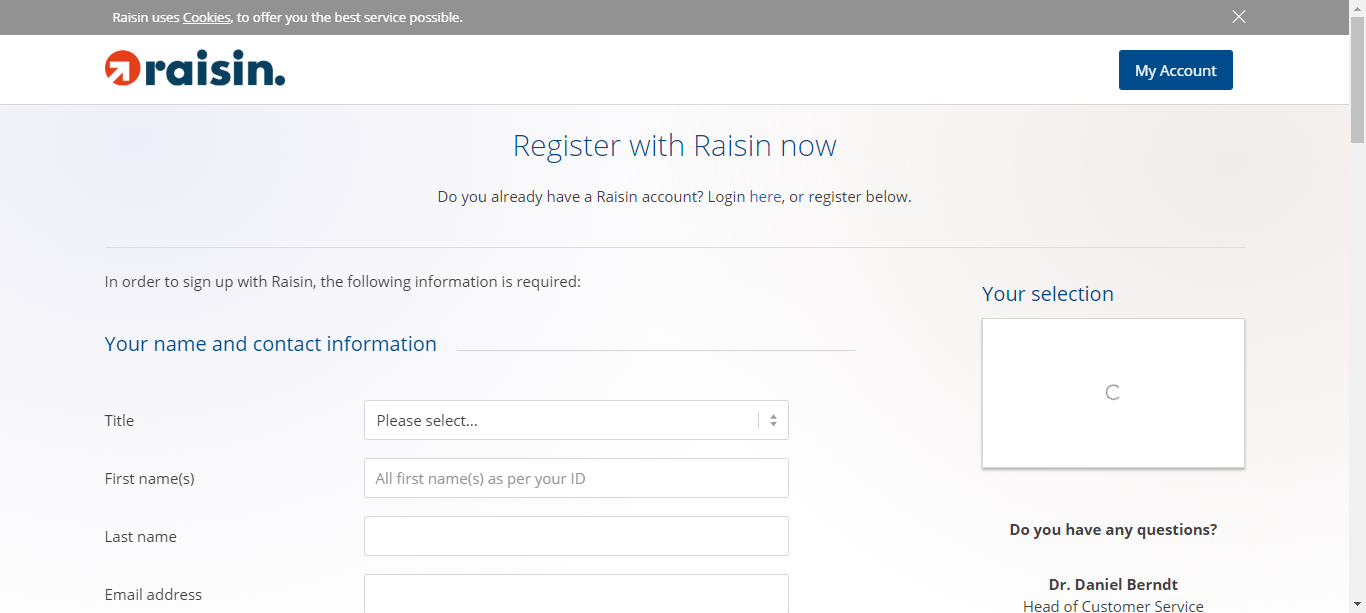 Raisin uses Cookies, to offer you the best service possible.
raisin.
My Account
Register with Raisin now
Do you already have a Raisin account? Login here, or register below.
In order to sign up with Raisin, the following information is required:
Your name and contact information
Title
Please select...
First name(s)
All first name(s) as per your ID
Last name
Email address
Your selection
Do you have any questions?
Dr. Daniel Berndt
Head of Customer Service